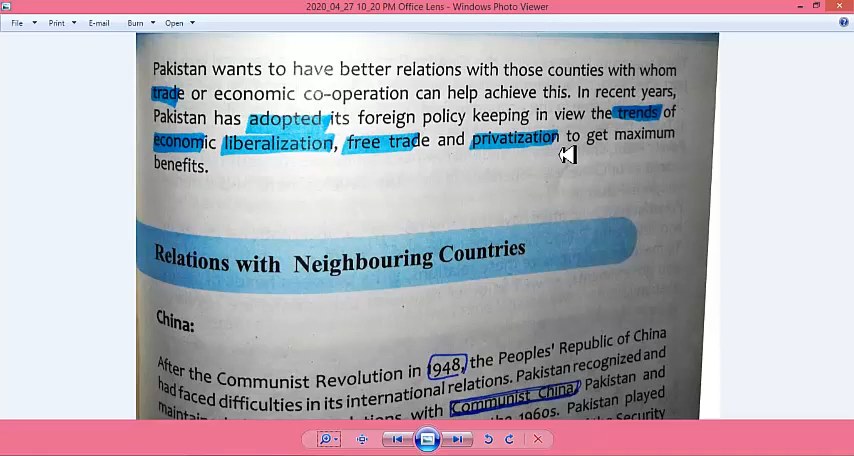 2020_04_27 10_20 PM Office Lens - Windows Photo Viewer
File Print E-mail Burn Open
Pakistan wants to have better relations with those counties with whom
trade or economic co-operation can help achieve this. In recent years,
Pakistan has adopted its foreign policy keeping in view the trends of
economic liberalization, free trade and privatization to get maximum
benefits.
Relations with Neighbouring Countries
China:
After the Communist Revolution in 1948, the Peoples' Republic of China
had faced difficulties in its international relations. Pakistan recognized and
with Communist China. Pakistan and
1960s. Pakistan played
Security